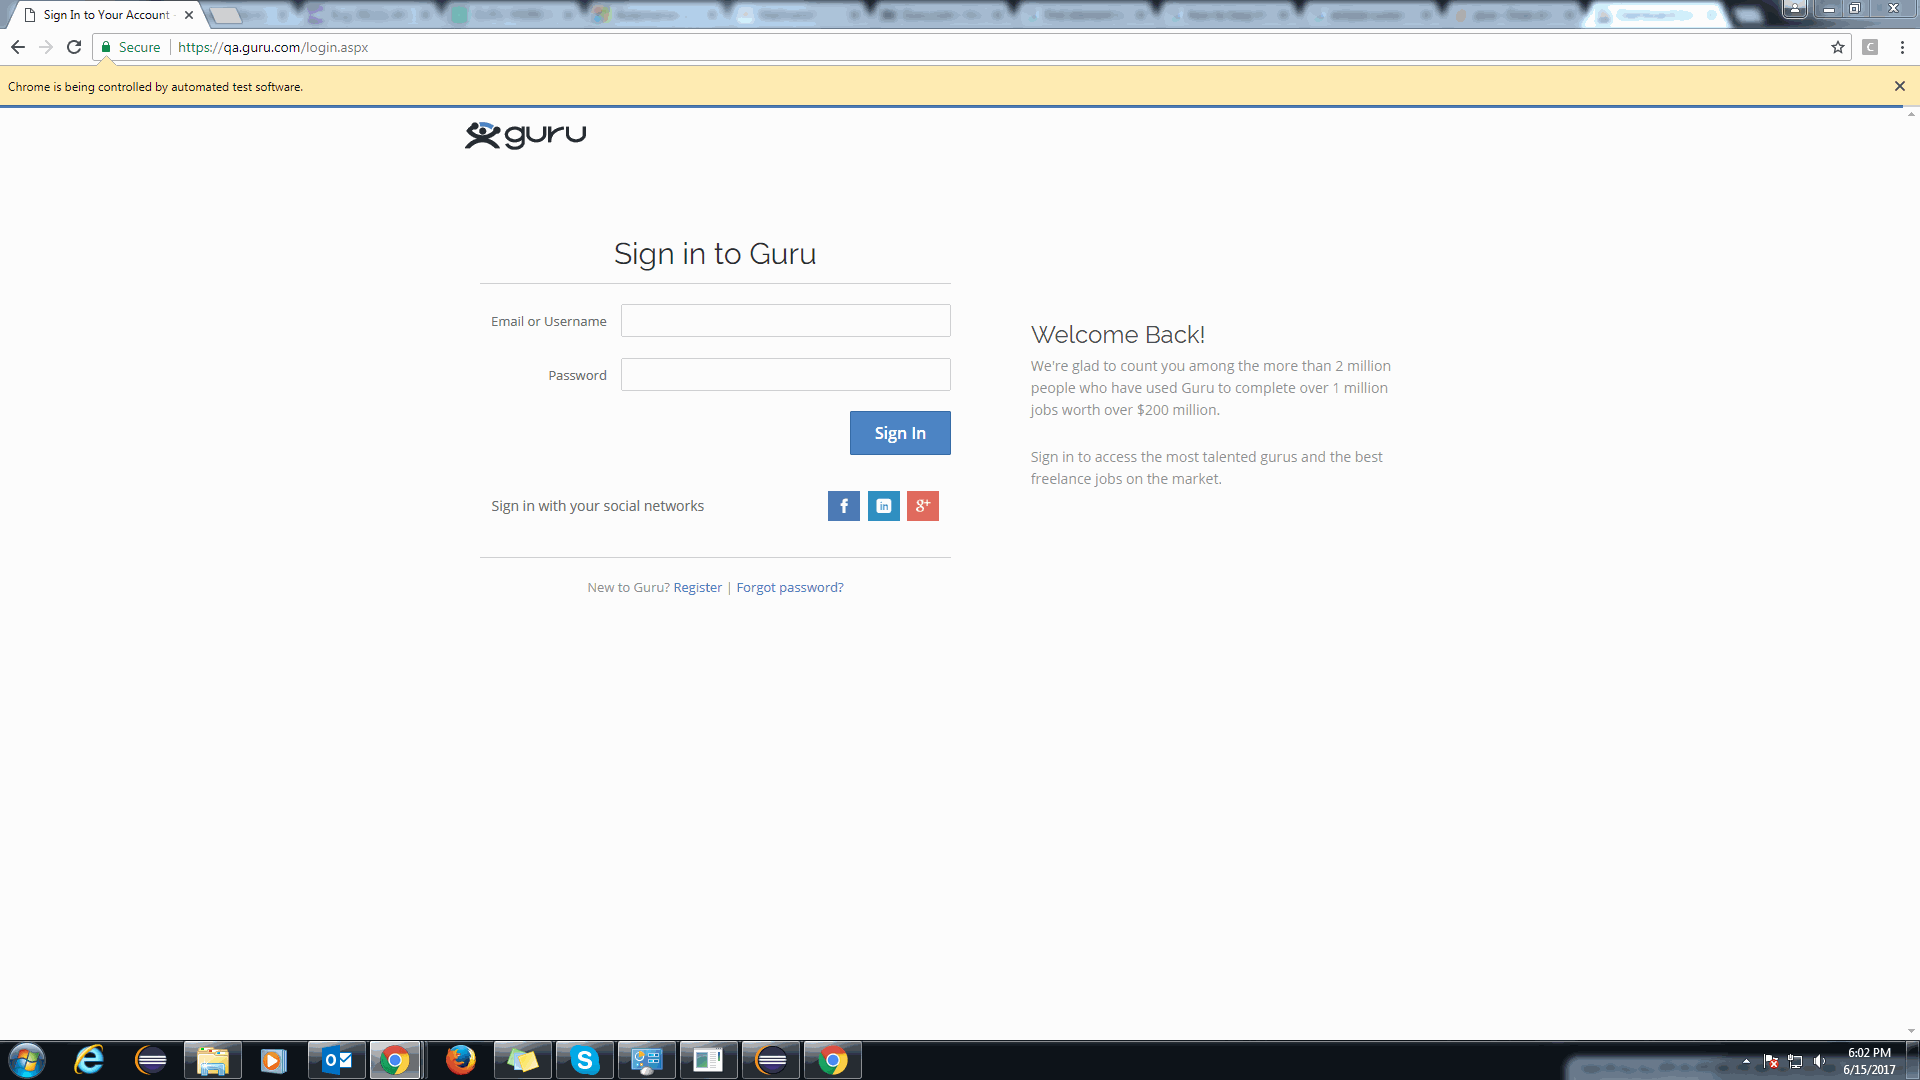 Sign In to Your Account
Secure
https://qa.guru.com/login.aspx
C
Chrome is being controlled by automated test software.
guru
Sign in to Guru
Email or Username
Password
Sign In
Sign in with your social networks
f in g+
New to Guru? Register | Forgot password?
Welcome Back!
We're glad to count you among the more than 2 million
people who have used Guru to complete over 1 million
jobs worth over $200 million.
Sign in to access the most talented gurus and the best
freelance jobs on the market.
6:02 PM
6/15/2017